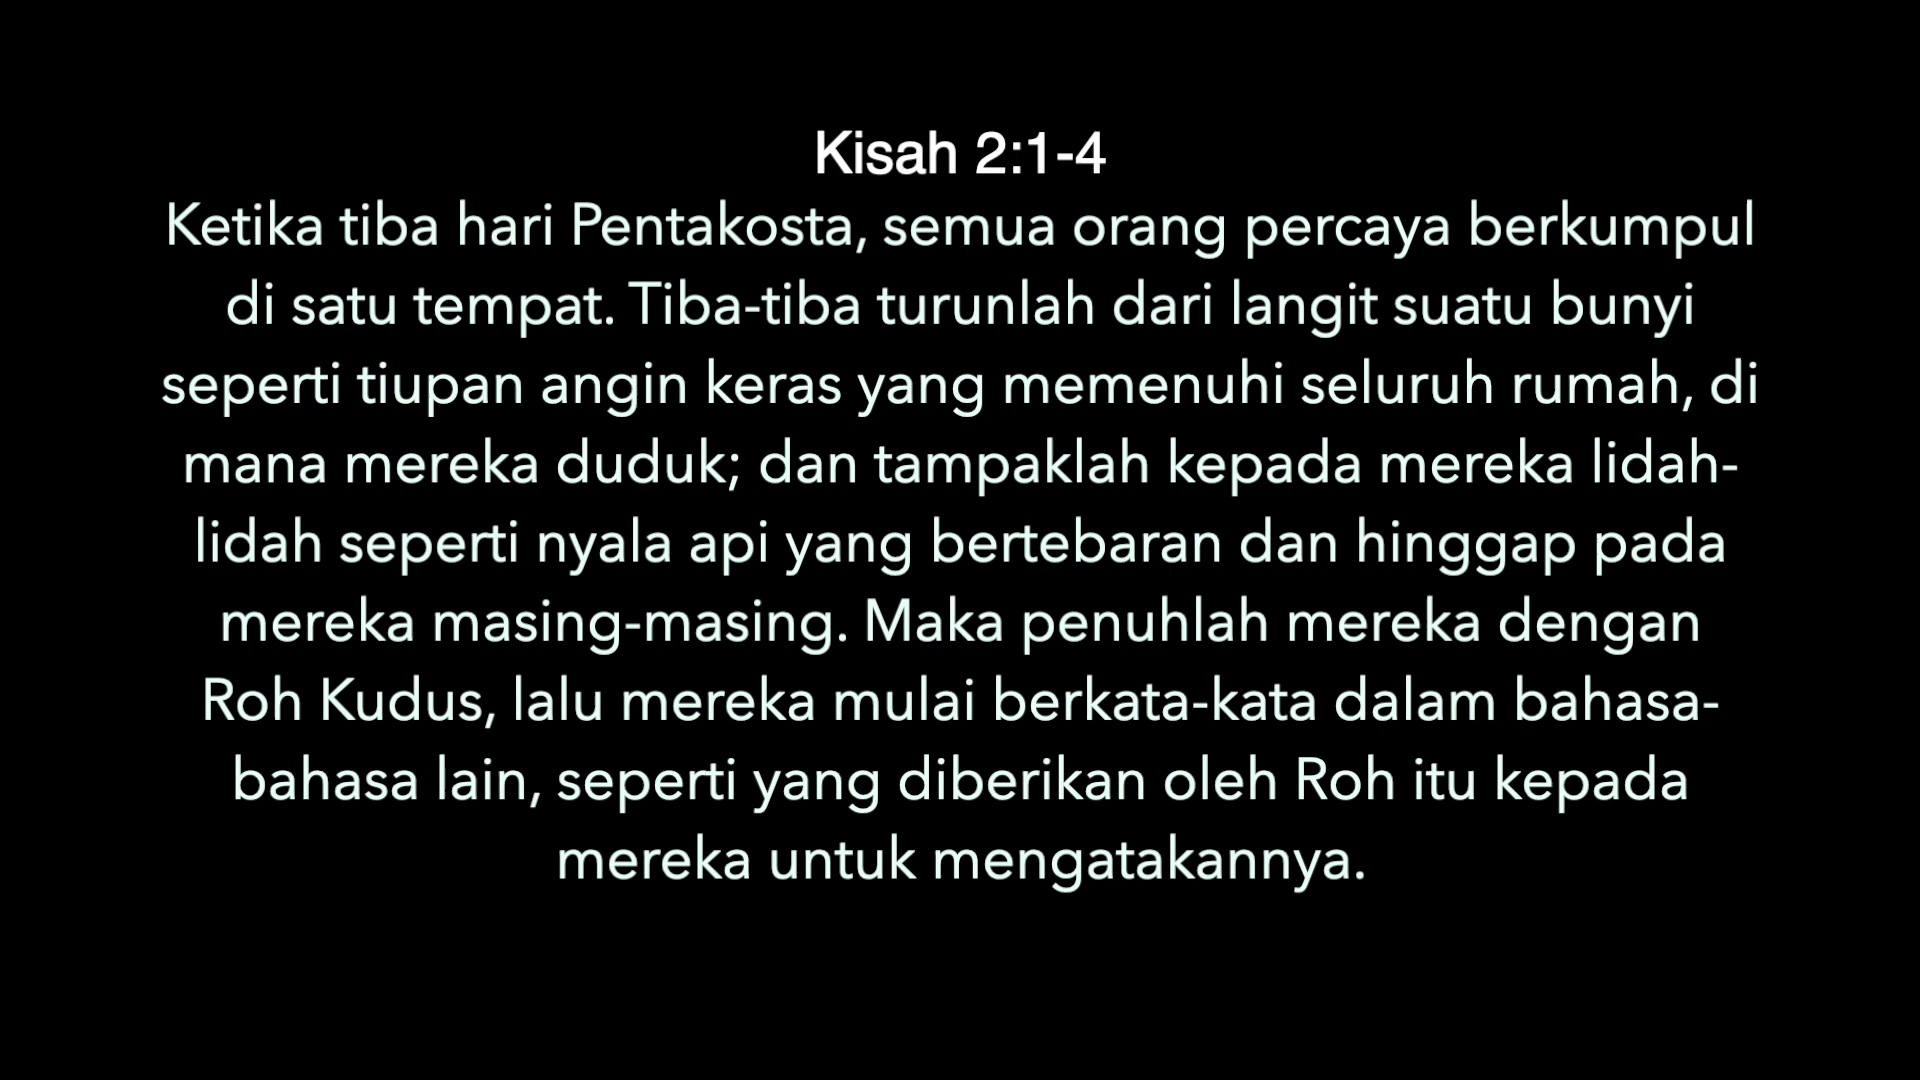 Kisah 2:1-4
Ketika tiba hari Pentakosta, semua orang percaya berkumpul
di satu tempat. Tiba-tiba turunlah dari langit suatu bunyi
seperti tiupan angin keras yang memenuhi seluruh rumah, di
mana mereka duduk; dan tampaklah kepada mereka lidah-
lidah seperti nyala api yang bertebaran dan hinggap pada
mereka masing-masing. Maka penuhlah mereka dengan
Roh Kudus, lalu mereka mulai berkata-kata dalam bahasa-
bahasa lain, seperti yang diberikan oleh Roh itu kepada
mereka untuk mengatakannya.